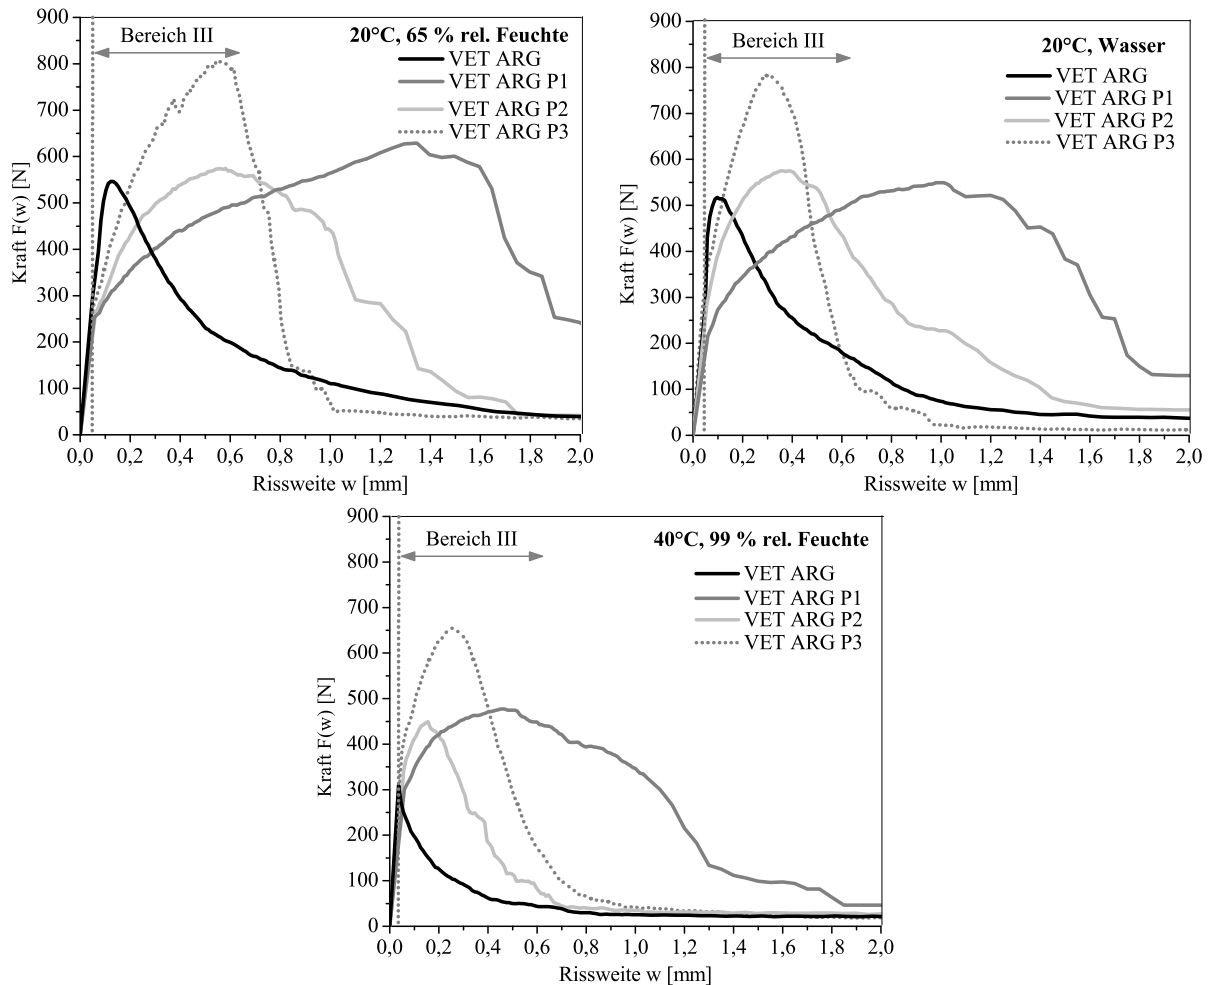 Bereich III
20°C, 65 % rel. Feuchte
VET ARG
VET ARG P1
VET ARG P2
VET ARG P3
Kraft F(w) [N]
900
800
700
600
500
400
300
200
100
0
0,0 0,2 0,4 0,6 0,8 1,0 1,2 1,4 1,6 1,8 2,0
Rissweite w [mm]
Bereich III
20°C, Wasser
VET ARG
VET ARG P1
VET ARG P2
VET ARG P3
Kraft F(w) [N]
900
800
700
600
500
400
300
200
100
0
0,0 0,2 0,4 0,6 0,8 1,0 1,2 1,4 1,6 1,8 2,0
Rissweite w [mm]
Bereich III
40°C, 99 % rel. Feuchte
VET ARG
VET ARG P1
VET ARG P2
VET ARG P3
Kraft F(w) [N]
900
800
700
600
500
400
300
200
100
0
0,0 0,2 0,4 0,6 0,8 1,0 1,2 1,4 1,6 1,8 2,0
Rissweite w [mm]